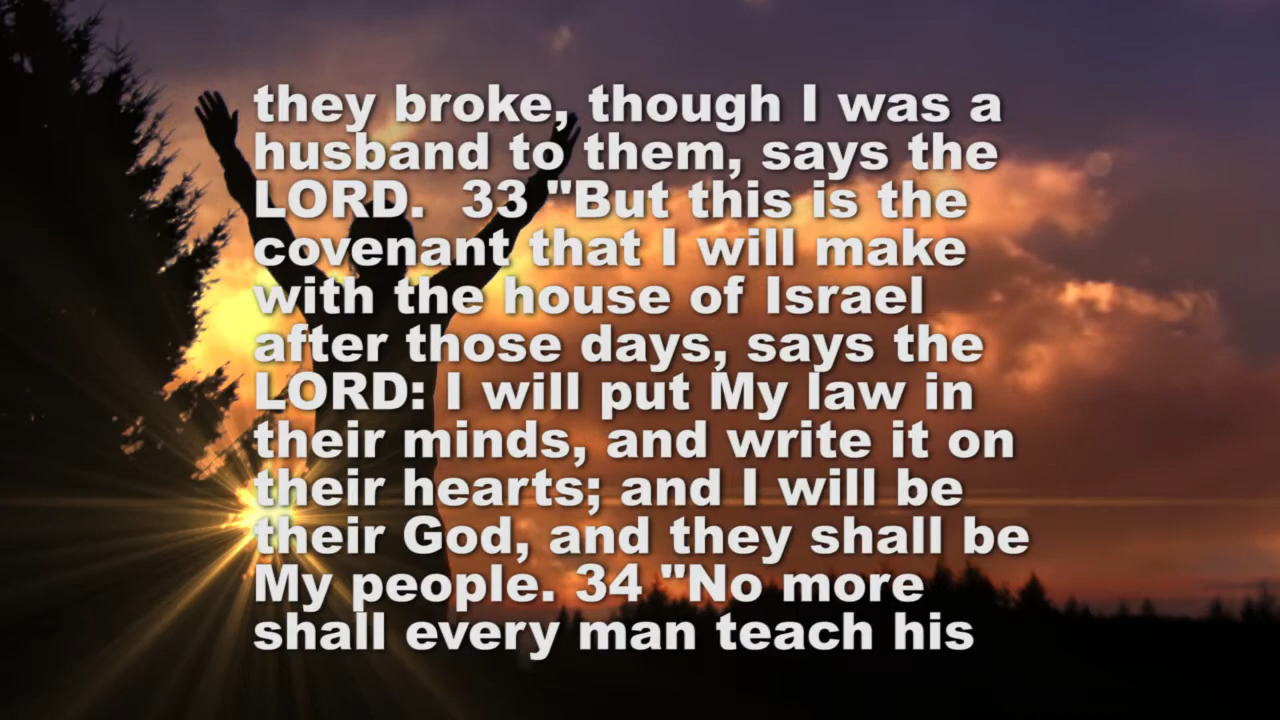 they broke, though I was a
husband to them, says the
LORD.  33 "But this is the
covenant that I will make
with the house of Israel
after those days, says the
LORD: I will put My law in
their minds, and write it on
their hearts; and I will be
their God, and they shall be
My people. 34 "No more
shall every man teach his